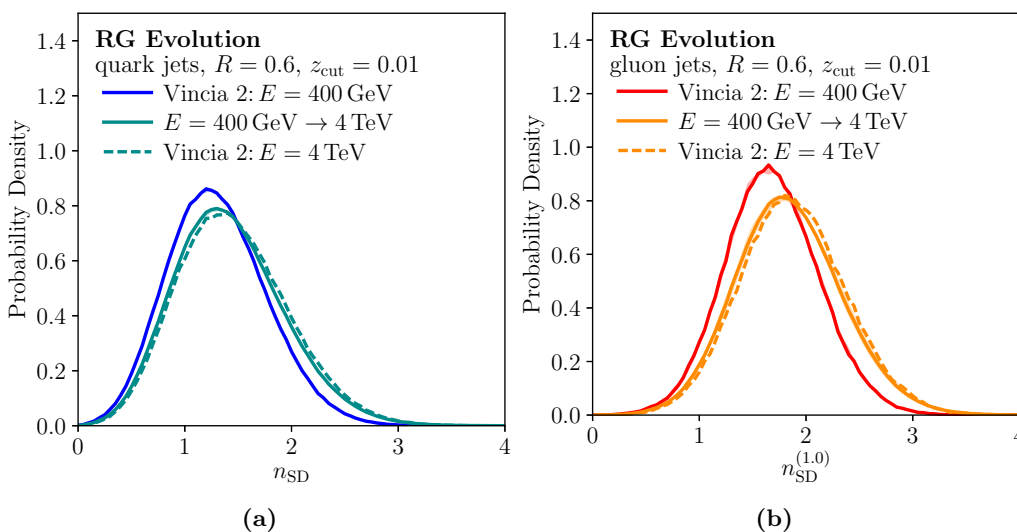 RG Evolution
quark jets, R = 0.6, z_cut = 0.01
Vincia 2: E = 400 GeV
E = 400 GeV → 4 TeV
Vincia 2: E = 4 TeV
Probability Density
1.4
1.2
1.0
0.8
0.6
0.4
0.2
0.0
0 1 2 3 4
n_SD
(a)
RG Evolution
gluon jets, R = 0.6, z_cut = 0.01
Vincia 2: E = 400 GeV
E = 400 GeV → 4 TeV
Vincia 2: E = 4 TeV
Probability Density
1.4
1.2
1.0
0.8
0.6
0.4
0.2
0.0
0 1 2 3 4
n_SD^(1.0)
(b)